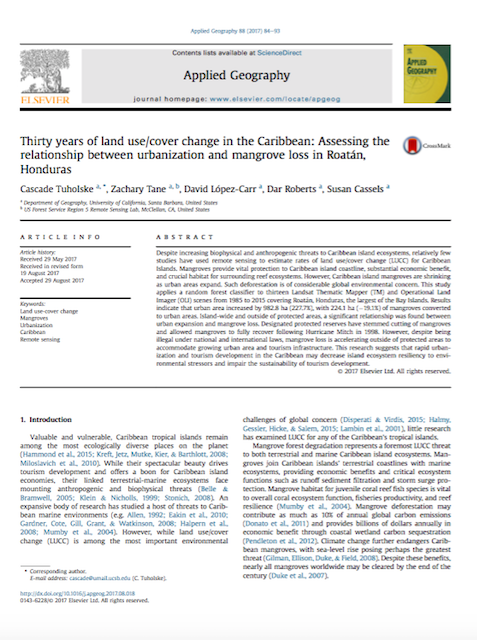 Applied Geography 88 (2017) 84–93
Contents lists available at ScienceDirect
Applied Geography
journal homepage: www.elsevier.com/locate/apgeog
ELSEVIER
APPLIED
GEOGRAPHY
Thirty years of land use/cover change in the Caribbean: Assessing the
relationship between urbanization and mangrove loss in Roatán,
Honduras
CrossMark
Cascade Tuholske a, *, Zachary Tane a, b, David López-Carr a, Dar Roberts a, Susan Cassels a
a Department of Geography, University of California, Santa Barbara, United States
b US Forest Service Region 5 Remote Sensing Lab, McClellan, CA, United States
ARTICLE INFO
Article history:
Received 29 May 2017
Received in revised form
19 August 2017
Accepted 29 August 2017
Keywords:
Land use-cover change
Mangroves
Urbanization
Caribbean
Remote sensing
ABSTRACT
Despite increasing biophysical and anthropogenic threats to Caribbean island ecosystems, relatively few
studies have used remote sensing to estimate rates of land use/cover change (LUCC) for Caribbean
Islands. Mangroves provide vital protection to Caribbean island coastline, substantial economic benefit,
and crucial habitat for surrounding reef ecosystems. However, Caribbean island mangroves are shrinking
as urban areas expand. Such deforestation is of considerable global environmental concern. This study
applies a random forest classifier to thirteen Landsat Thematic Mapper (TM) and Operational Land
Imager (OLI) scenes from 1985 to 2015 covering Roatán, Honduras, the largest of the Bay Islands. Results
indicate that urban area increased by 982.6 ha (227.7%), with 224.1 ha (−19.1%) of mangroves converted
to urban areas. Island-wide and outside of protected areas, a significant relationship was found between
urban expansion and mangrove loss. Designated protected reserves have stemmed cutting of mangroves
and allowed mangroves to fully recover following Hurricane Mitch in 1998. However, despite being
illegal under national and international laws, mangrove loss is accelerating outside of protected areas to
accommodate growing urban area and tourism infrastructure. This research suggests that rapid urban-
ization and tourism development in the Caribbean may decrease island ecosystem resiliency to envi-
ronmental stressors and impair the sustainability of tourism development.
© 2017 Elsevier Ltd. All rights reserved.
1. Introduction
Valuable and vulnerable, Caribbean tropical islands remain
among the most ecologically diverse places on the planet
(Hammond et al., 2015; Kreft, Jetz, Mutke, Kier, & Barthlott, 2008;
Miloslavich et al., 2010). While their spectacular beauty drives
tourism development and offers a boon for Caribbean island
economies, their linked terrestrial-marine ecosystems face
mounting anthropogenic and biophysical threats (Belle &
Bramwell, 2005; Klein & Nicholls, 1999; Stonich, 2008). An
expansive body of research has studied a host of threats to Carib-
bean marine environments (e.g. Allen, 1992; Eakin et al., 2010;
Gardner, Cote, Gill, Grant, & Watkinson, 2008; Halpern et al.,
2008; Mumby et al., 2004). However, while land use/cover
change (LUCC) is among the most important environmental
challenges of global concern (Disperati & Virdis, 2015; Halmy,
Gessler, Hicke, & Salem, 2015; Lambin et al., 2001), little research
has examined LUCC for any of the Caribbean's tropical islands.
Mangrove forest degradation represents a foremost LUCC threat
to both terrestrial and marine Caribbean island ecosystems. Man-
groves join Caribbean islands' terrestrial coastlines with marine
ecosystems, providing economic benefits and critical ecosystem
functions such as runoff sediment filtration and storm surge pro-
tection. Mangrove habitat for juvenile coral reef fish species is vital
to overall coral ecosystem function, fisheries productivity, and reef
resilience (Mumby et al., 2004). Mangrove deforestation may
contribute as much as 10% of annual global carbon emissions
(Donato et al., 2011) and provides billions of dollars annually in
economic benefit through coastal wetland carbon sequestration
(Pendleton et al., 2012). Climate change further endangers Carib-
bean mangroves, with sea-level rise posing perhaps the greatest
threat (Gilman, Ellison, Duke, & Field, 2008). Despite these benefits,
nearly all mangroves worldwide may be cleared by the end of the
century (Duke et al., 2007).
* Corresponding author.
E-mail address: cascade@umail.ucsb.edu (C. Tuholske).
http://dx.doi.org/10.1016/j.apgeog.2017.08.018
0143-6228/© 2017 Elsevier Ltd. All rights reserved.